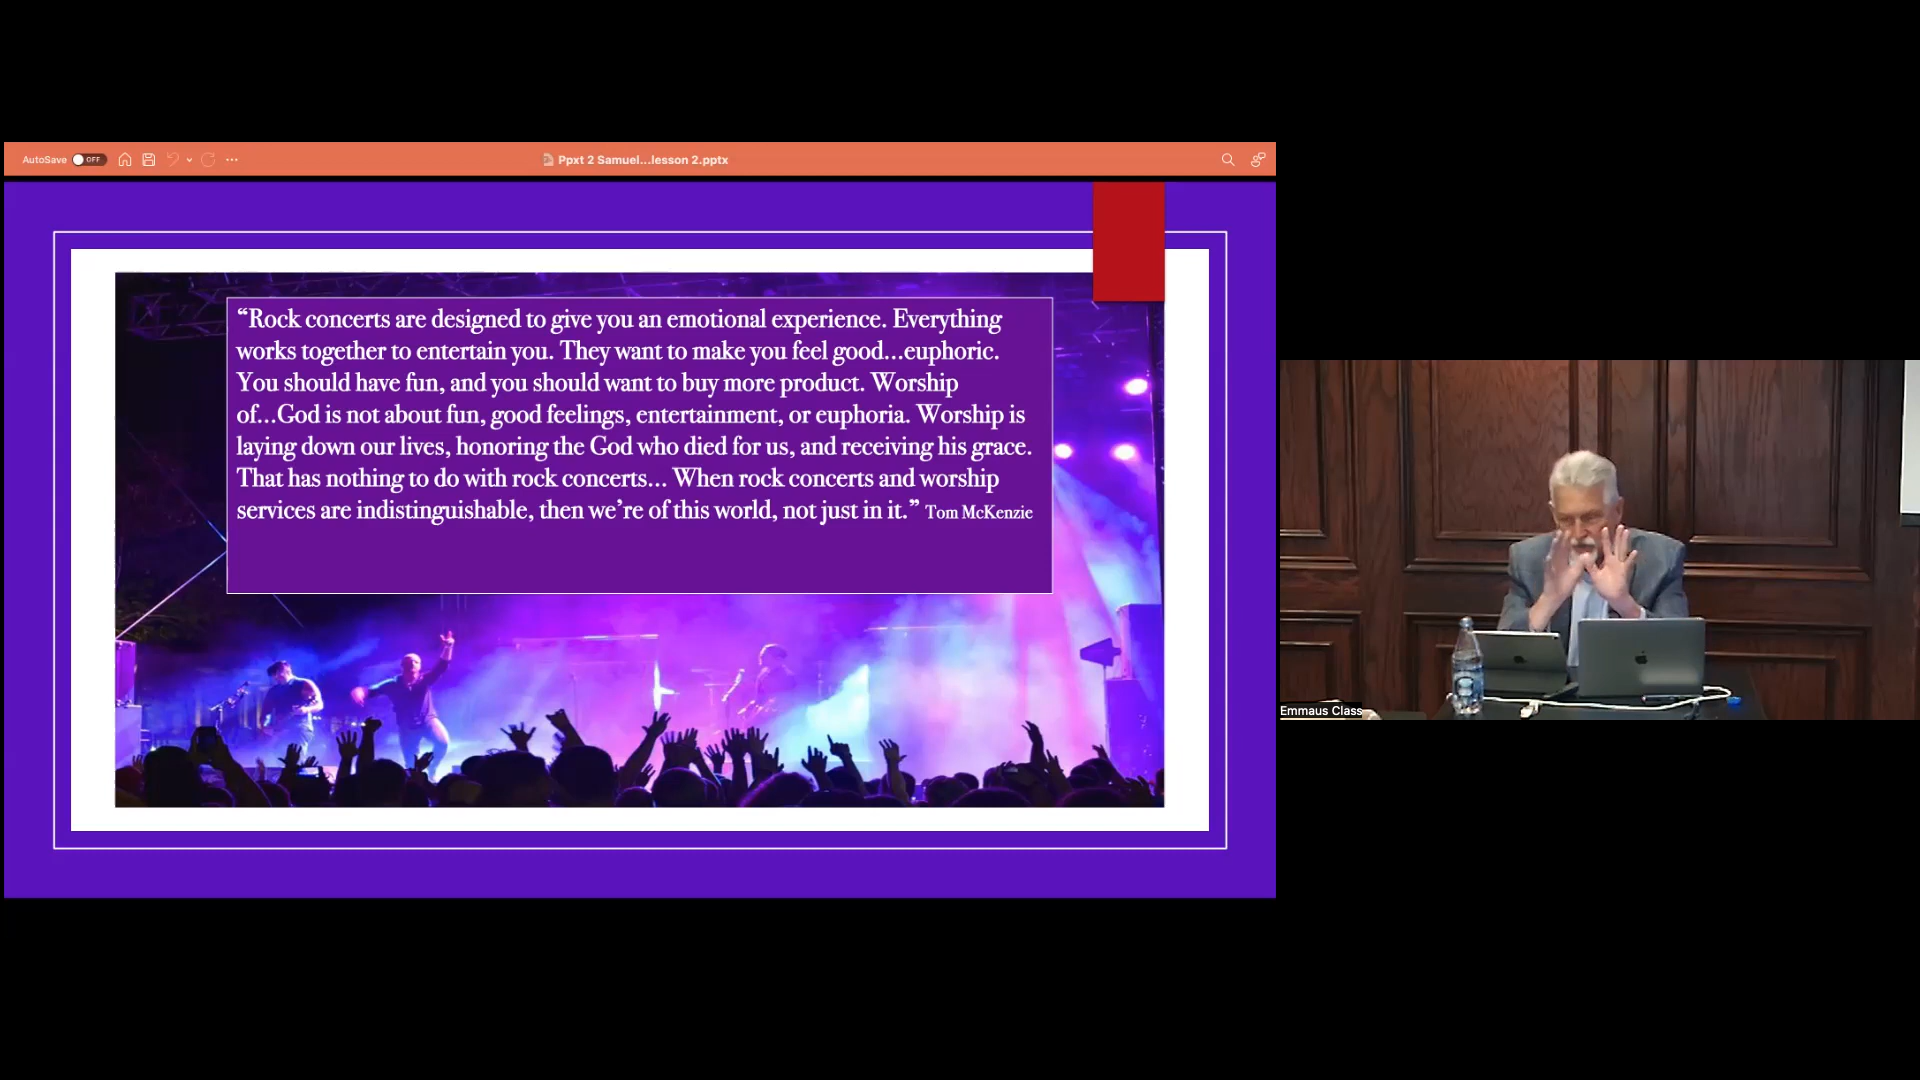 AutoSave OFF
Ppxt 2 Samuel...lesson 2.pptx
“Rock concerts are designed to give you an emotional experience. Everything
works together to entertain you. They want to make you feel good...euphoric.
You should have fun, and you should want to buy more product. Worship
of...God is not about fun, good feelings, entertainment, or euphoria. Worship is
laying down our lives, honoring the God who died for us, and receiving his grace.
That has nothing to do with rock concerts... When rock concerts and worship
services are indistinguishable, then we’re of this world, not just in it.” Tom McKenzie
Emmaus Class